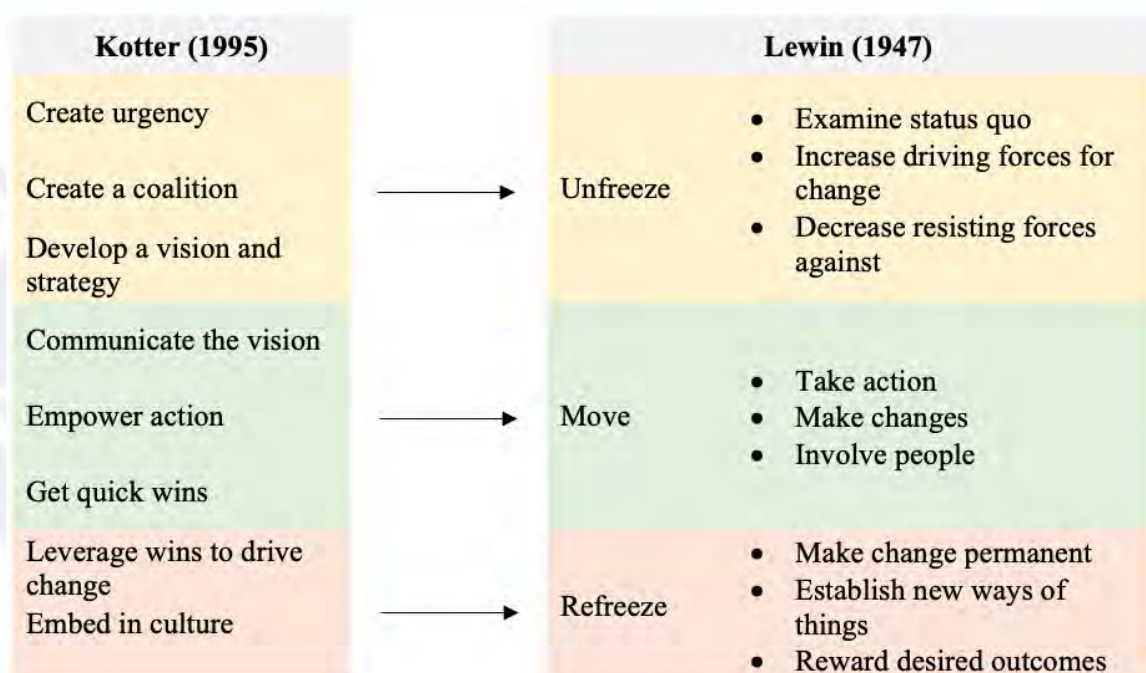 Kotter (1995)
Lewin (1947)
Create urgency
Create a coalition
Develop a vision and
strategy
Unfreeze
• Examine status quo
• Increase driving forces for
change
• Decrease resisting forces
against
Communicate the vision
Empower action
Get quick wins
Move
• Take action
• Make changes
• Involve people
Leverage wins to drive
change
Embed in culture
Refreeze
• Make change permanent
• Establish new ways of
things
• Reward desired outcomes